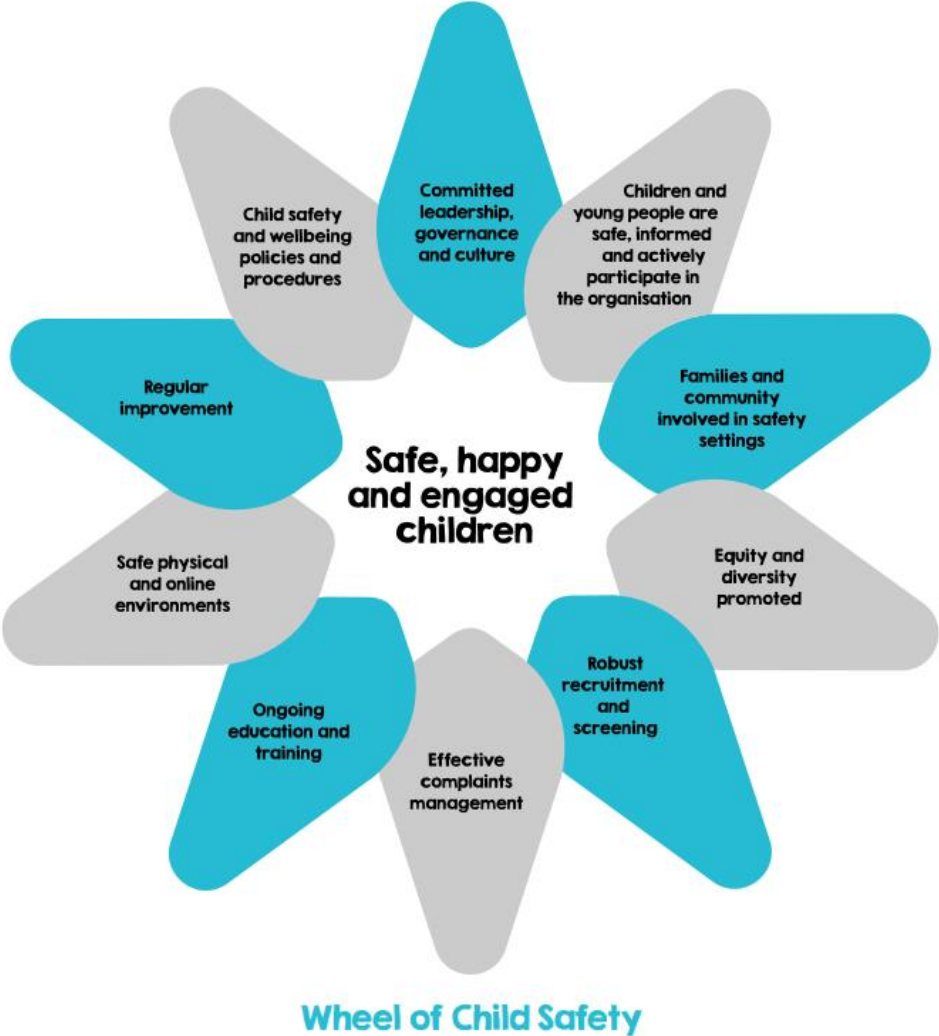 Committed
leadership,
governance
and culture
Children and
young people are
safe, informed
and actively
participate in
the organisation
Families and
community
involved in safety
settings
Equity and
diversity
promoted
Robust
recruitment
and
screening
Effective
complaints
management
Ongoing
education and
training
Safe physical
and online
environments
Regular
improvement
Child safety
and wellbeing
policies and
procedures
Safe, happy
and engaged
children
Wheel of Child Safety